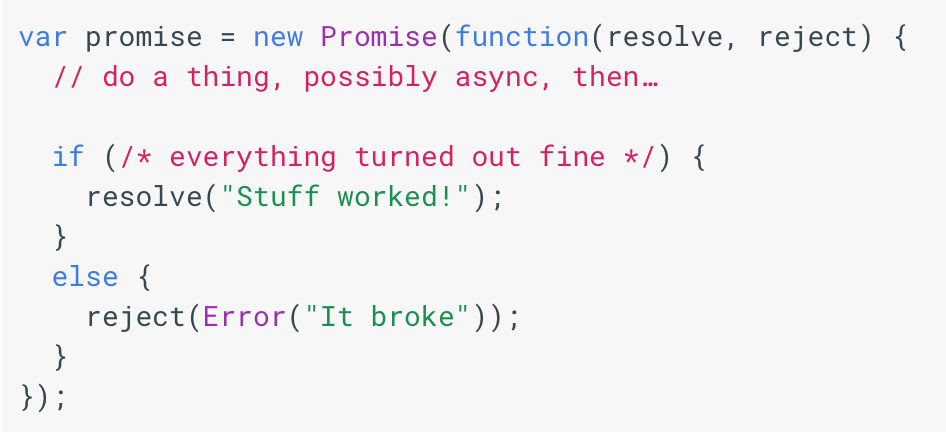 var promise = new Promise(function(resolve, reject) {
  // do a thing, possibly async, then…

  if (/* everything turned out fine */) {
    resolve("Stuff worked!");
  }
  else {
    reject(Error("It broke"));
  }
});